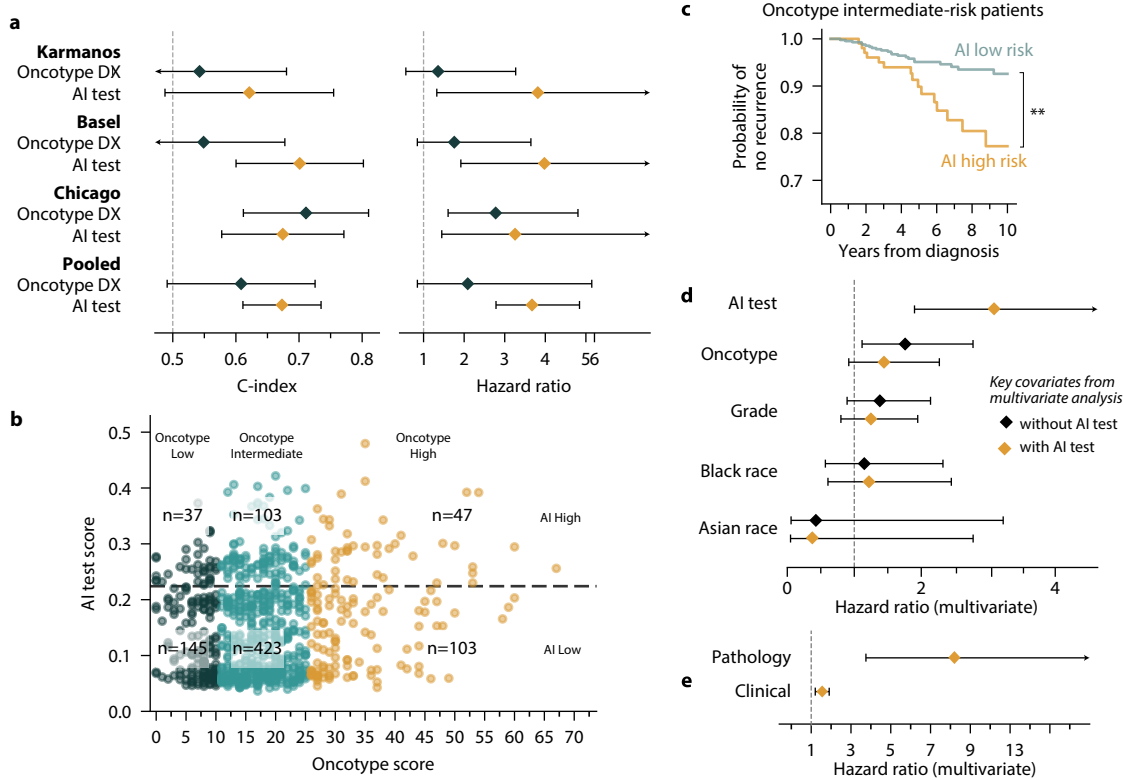 a
Karmanos
Oncotype DX
AI test
Basel
Oncotype DX
AI test
Chicago
Oncotype DX
AI test
Pooled
Oncotype DX
AI test
0.5 0.6 0.7 0.8
C-index
1 2 3 4 56
Hazard ratio
b
Oncotype Low
Oncotype Intermediate
Oncotype High
n=37 n=103 n=47 AI High
n=145 n=423 n=103 AI Low
0.5
0.4
0.3
0.2
0.1
0.0
AI test score
0 5 10 15 20 25 30 35 40 45 50 55 60 65 70
Oncotype score
c
Oncotype intermediate-risk patients
1.0
0.9
0.8
0.7
Probability of
no recurrence
AI low risk
**
AI high risk
0 2 4 6 8 10
Years from diagnosis
d
AI test
Oncotype
Grade
Black race
Asian race
Key covariates from
multivariate analysis
without AI test
with AI test
0 2 4
Hazard ratio (multivariate)
e
Pathology
Clinical
1 3 5 7 9 13
Hazard ratio (multivariate)